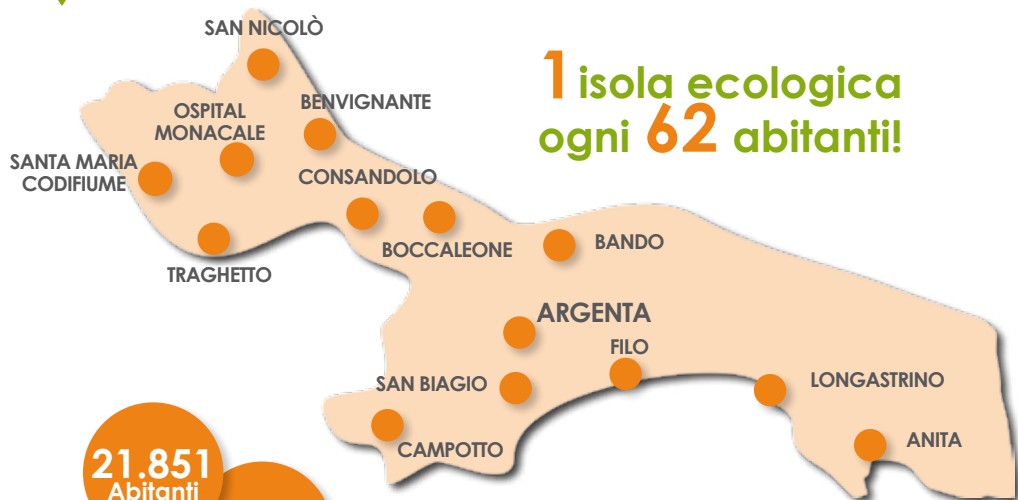 SAN NICOLÒ
1 isola ecologica
ogni 62 abitanti!
BENVIGNANTE
OSPITAL
MONACALE
SANTA MARIA
CODIFIUME
CONSANDOLO
BOCCALEONE
BANDO
TRAGHETTO
ARGENTA
FILO
SAN BIAGIO
LONGASTRINO
CAMPOTTO
ANITA
21.851
Abitanti